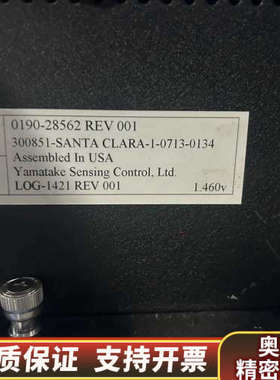 0190-28562 REV 001
300851-SANTA CLARA-1-0713-0134
Assembled In USA
Yamatake Sensing Control, Ltd.
LOG-1421 REV 001 1.460v
质保证 支持开票
奥
精密